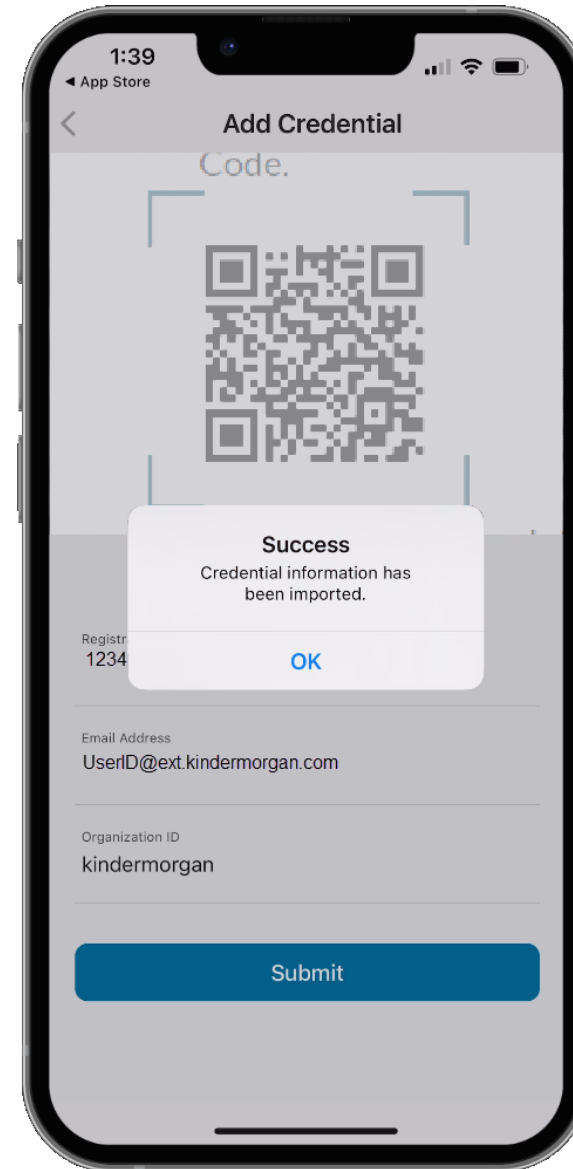 1:39
◀ App Store
Add Credential
Code.
Success
Credential information has
been imported.
OK
Registr
1234
Email Address
UserID@ext.kindermorgan.com
Organization ID
kindermorgan
Submit